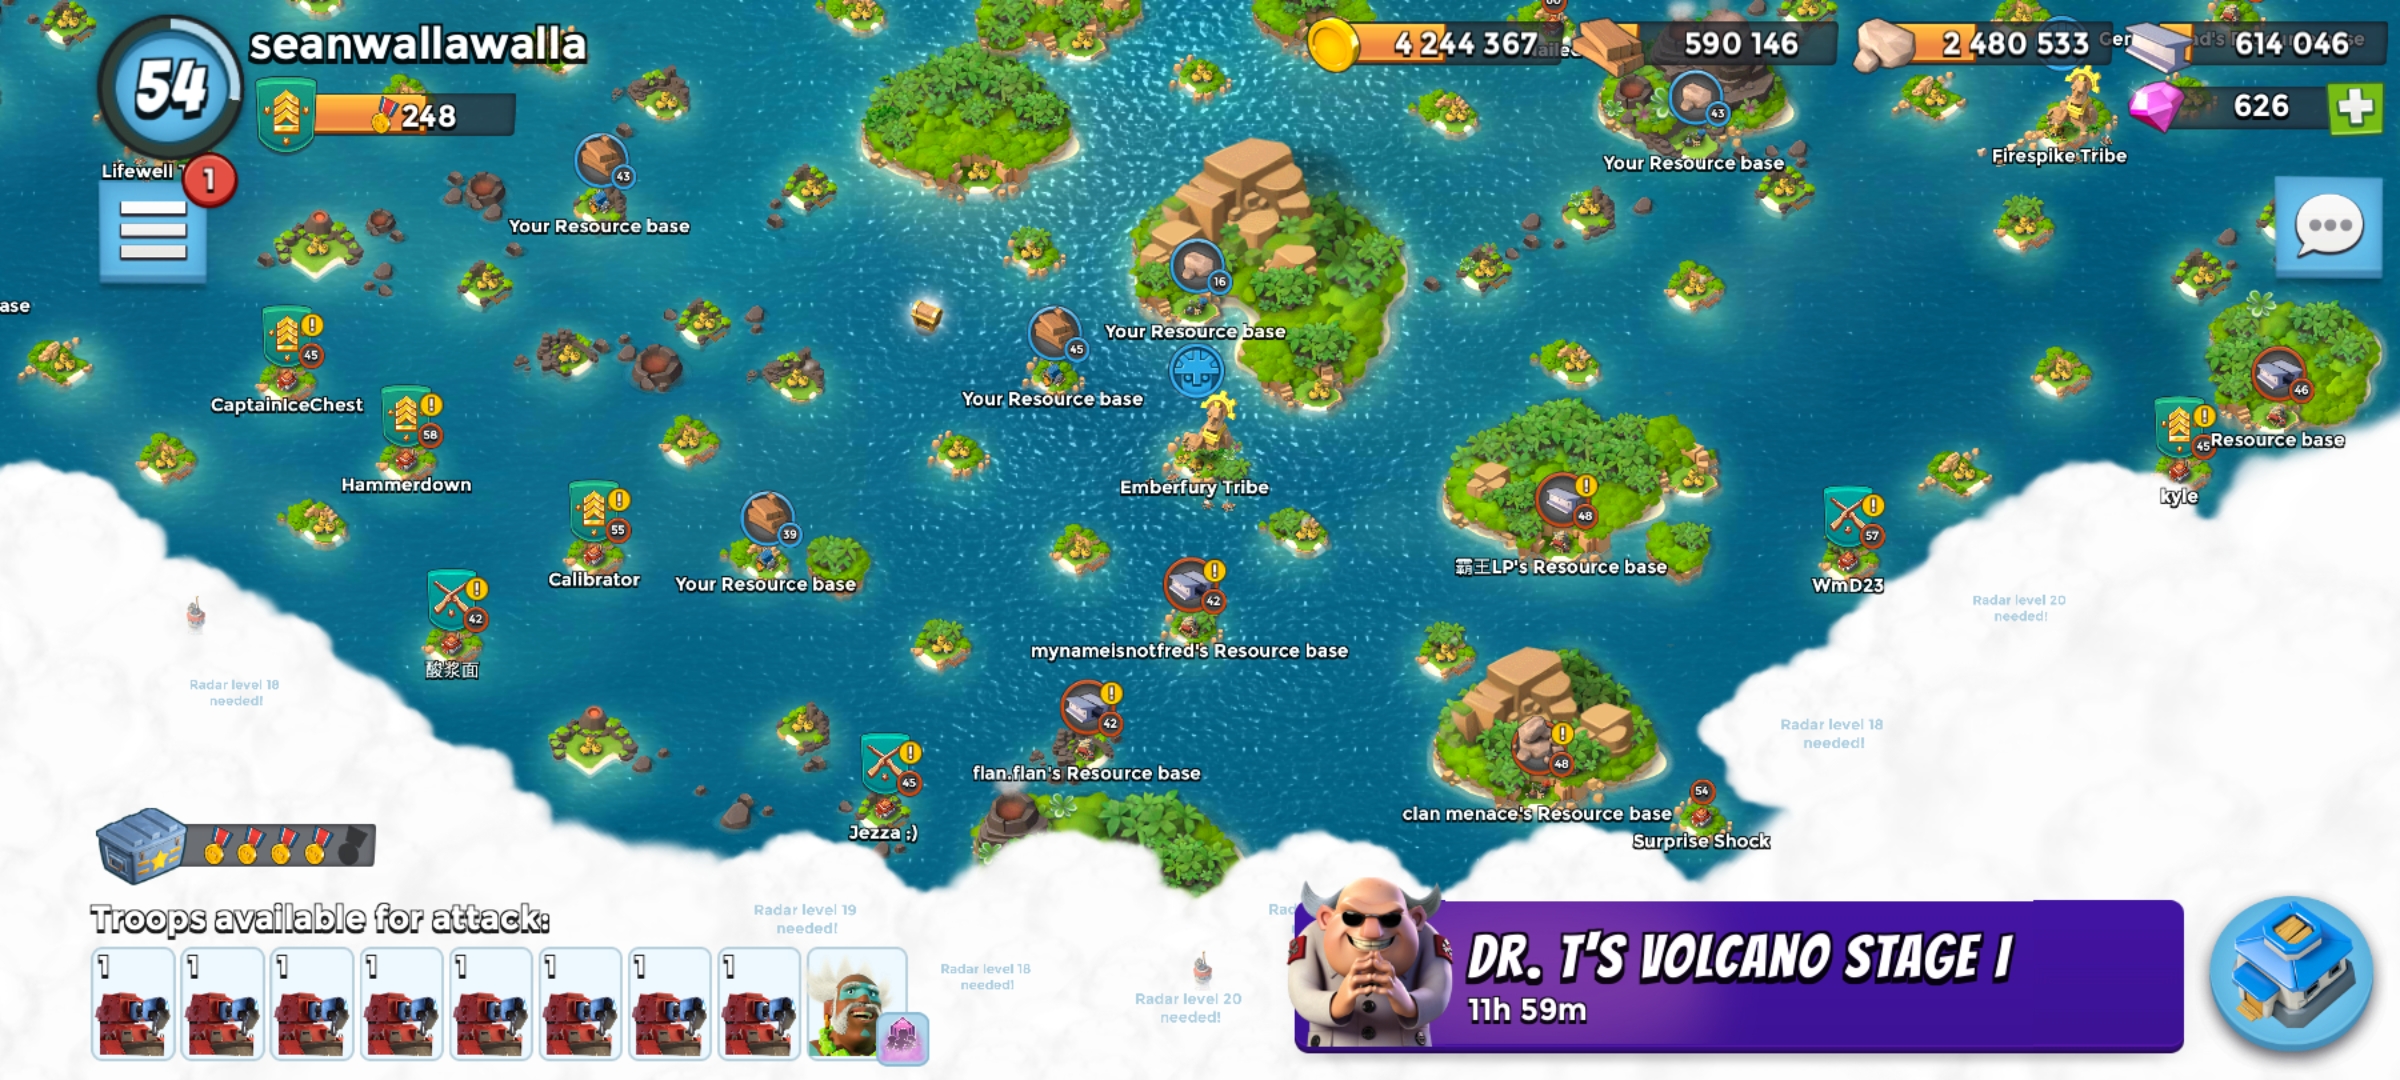 seanwallawalla
54
248
4 244 367
590 146
2 480 533
614 046
626
Lifewell
1
43
Your Resource base
43
Your Resource base
Firespike Tribe
16
Your Resource base
45
Your Resource base
ase
45
CaptainIceChest
58
Hammerdown
46
Resource base
45
kyle
Emberfury Tribe
55
Calibrator
39
Your Resource base
48
霸王LP's Resource base
57
WmD23
42
酸浆面
42
mynameisnotfred's Resource base
Radar level 20
needed!
Radar level 18
needed!
42
flan.flan's Resource base
45
Jezza ;)
48
clan menace's Resource base
54
Surprise Shock
Radar level 18
needed!
Troops available for attack:
1
1
1
1
1
1
1
1
Radar level 19
needed!
Radar level 18
needed!
Radar level 20
needed!
DR. T'S VOLCANO STAGE I
11h 59m